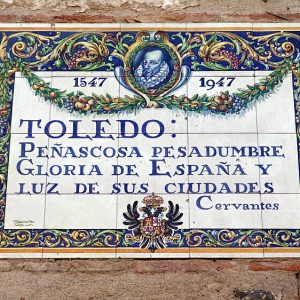 1547 1947
TOLEDO:
PEÑASCOSA PESADUMBRE
GLORIA DE ESPAÑA Y
LUZ DE SUS CIUDADES
CERVANTES